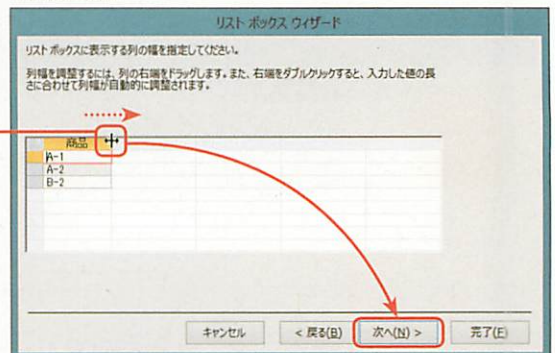 リスト ボックス ウィザード
リスト ボックスに表示する列の幅を指定してください。
列幅を調整するには、列の右端をドラッグします。また、右端をダブルクリックすると、入力した値の長
さに合わせて列幅が自動的に調整されます。
商品
A-1
A-2
B-2
キャンセル
< 戻る(B)
次へ(N) >
完了(F)